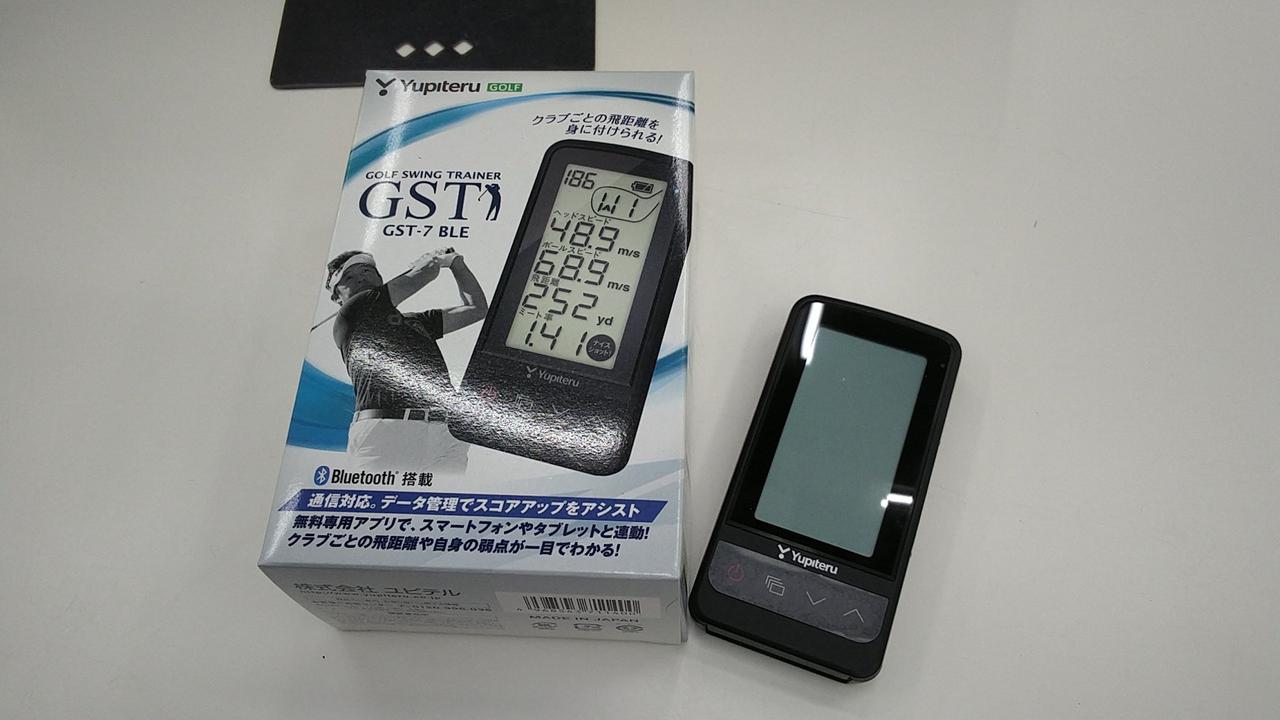 Yupiteru GOLF
クラブごとの飛距離を
身に付けられる!
GOLF SWING TRAINER
GST
GST-7 BLE
186
W1
ヘッドスピード
48.9 m/s
ボールスピード
68.9 m/s
飛距離
252 yd
ミート率
1.41 ナイス
ショット!
Yupiteru
Bluetooth® 搭載
通信対応。データ管理でスコアアップをアシスト
無料専用アプリで、スマートフォンやタブレットと連動!
クラブごとの飛距離や自身の弱点が一目でわかる!
株式会社 ユピテル
MADE IN JAPAN
Yupiteru